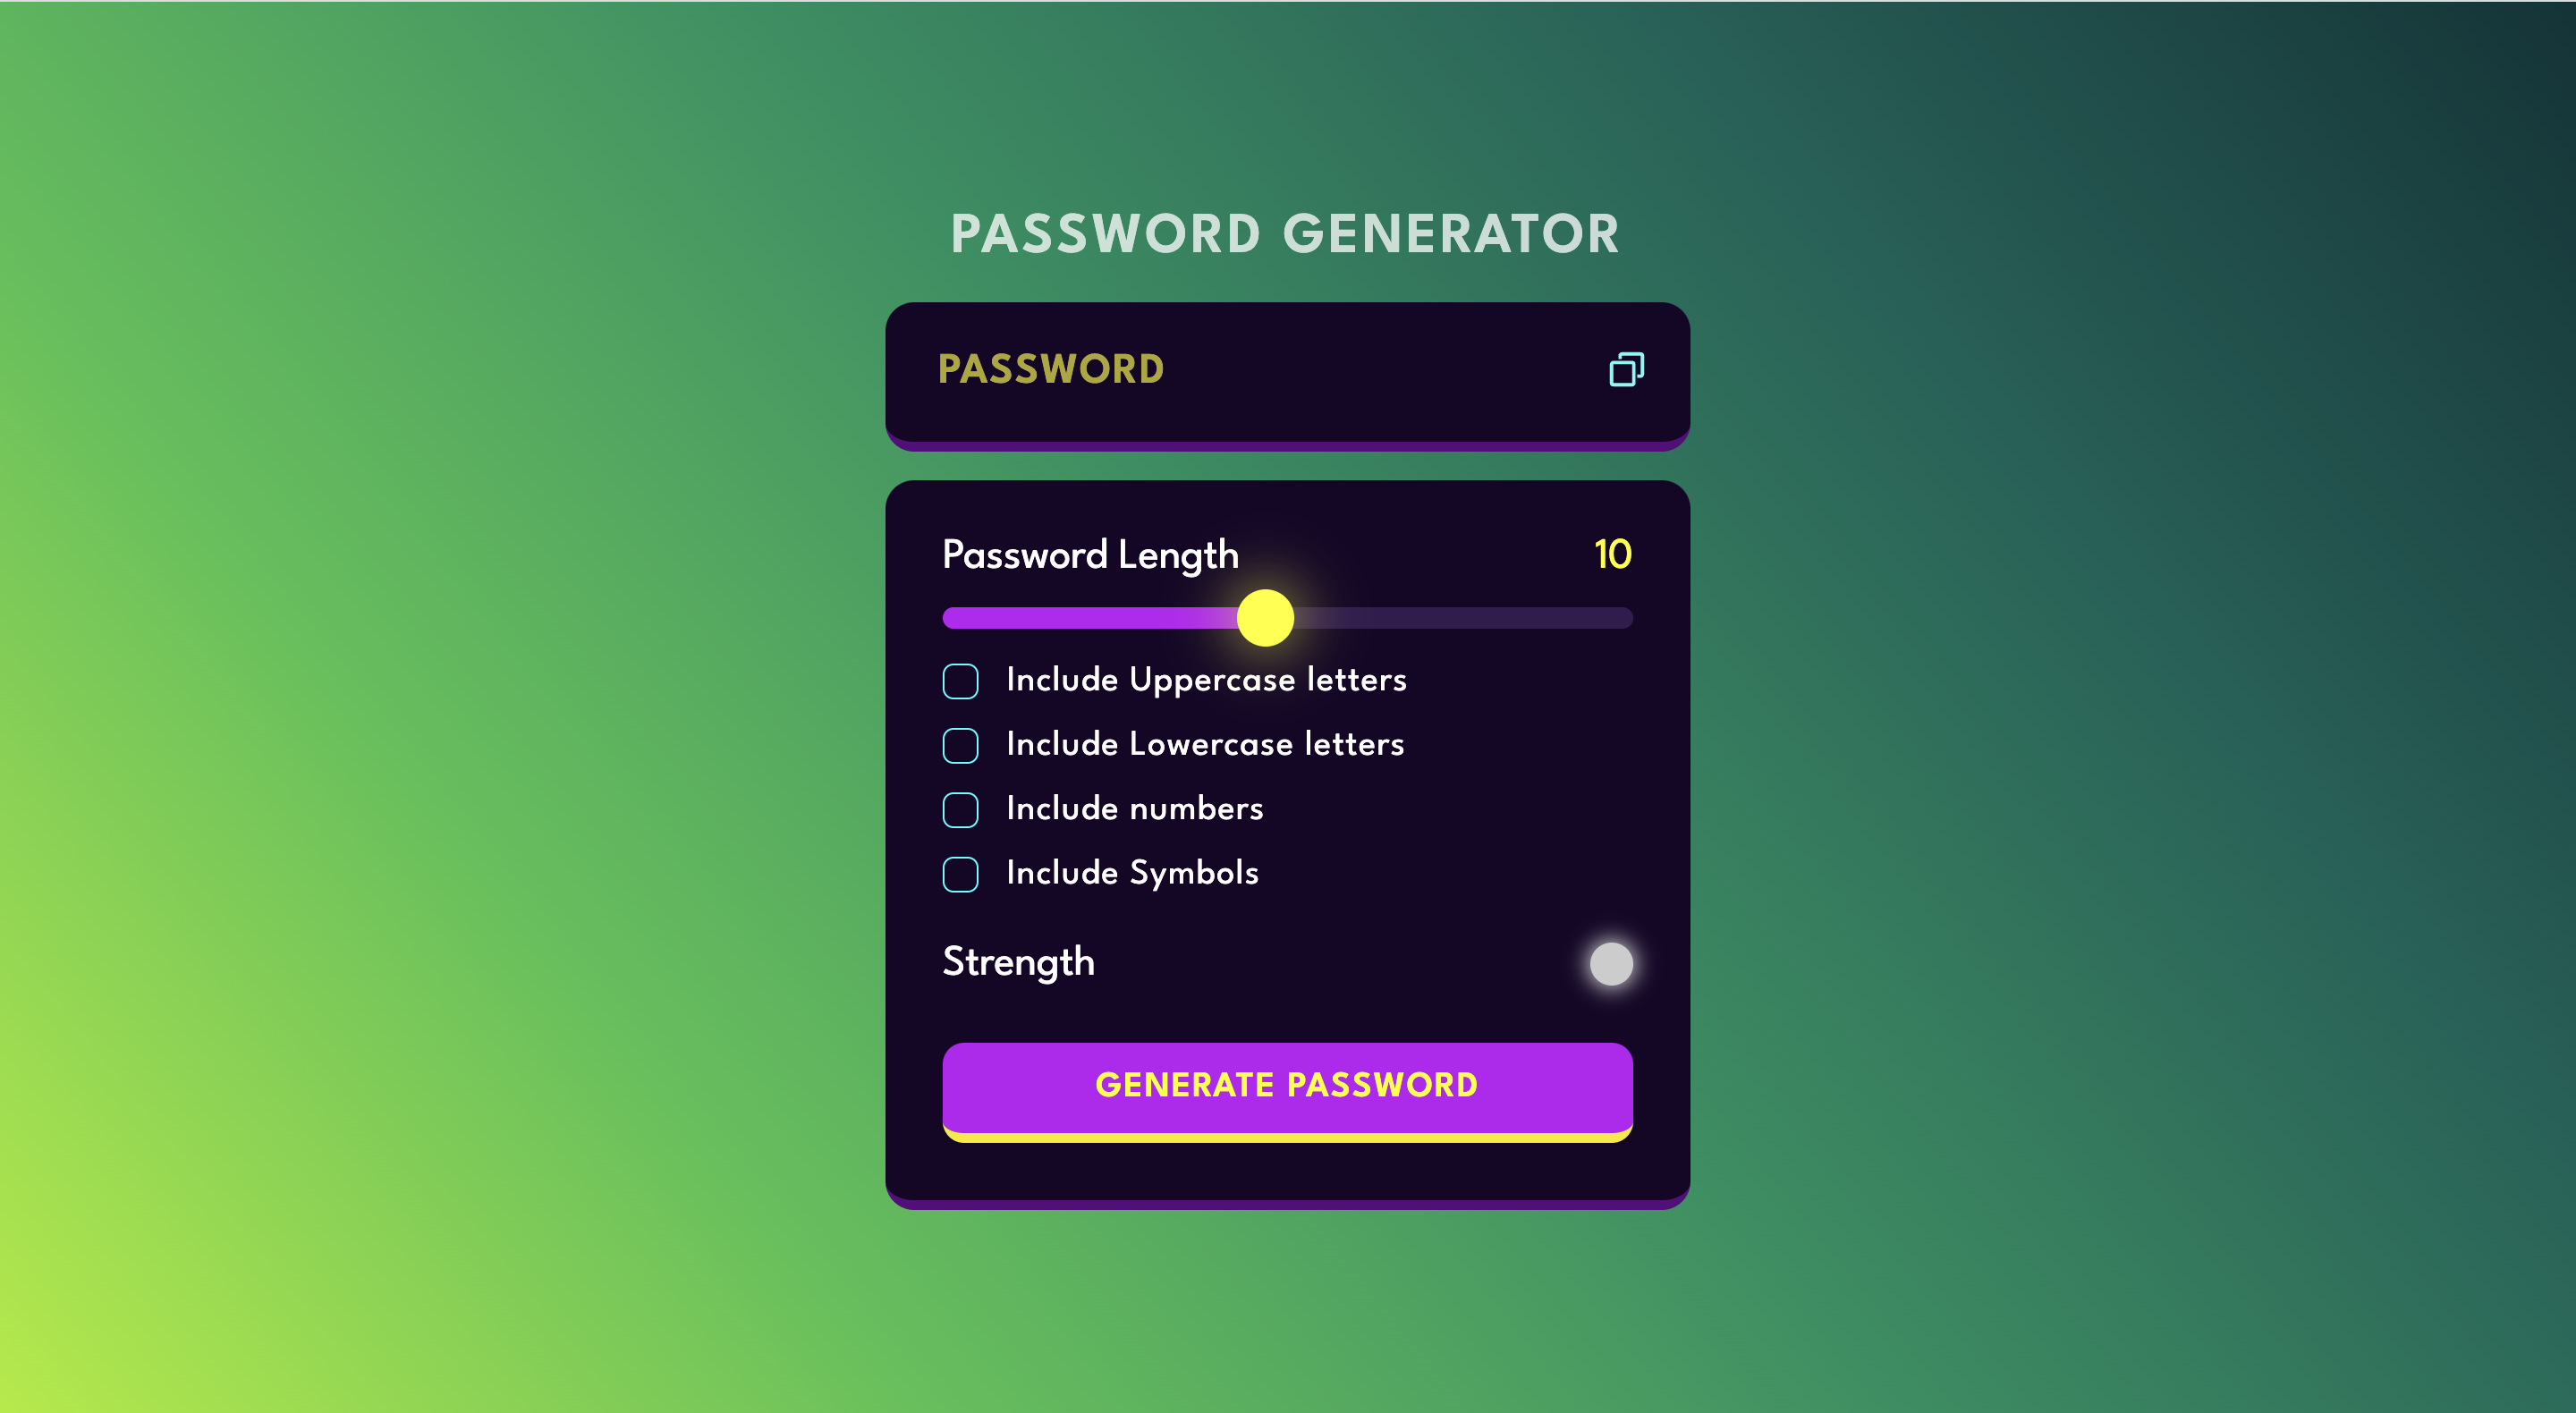 PASSWORD GENERATOR
PASSWORD
Password Length 10
Include Uppercase letters
Include Lowercase letters
Include numbers
Include Symbols
Strength
GENERATE PASSWORD